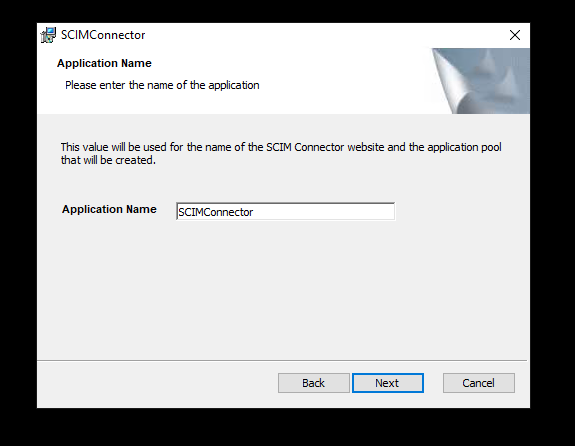 SCIMConnector
Application Name
Please enter the name of the application
This value will be used for the name of the SCIM Connector website and the application pool
that will be created.
Application Name SCIMConnector
Back Next Cancel